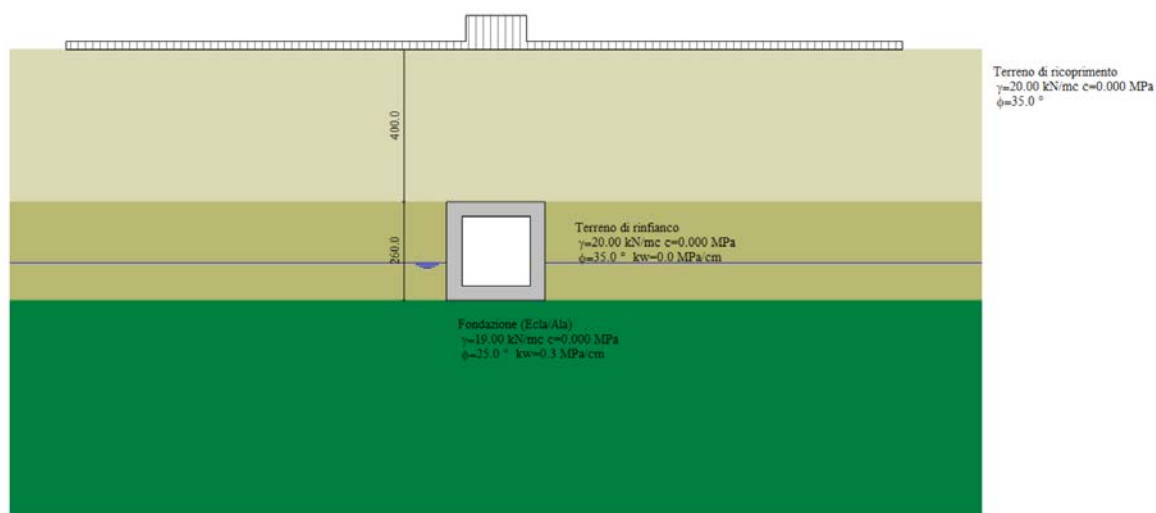 Terreno di ricoprimento
γ=20.00 kN/mc c=0.000 MPa
ϕ=35.0 °
400.0
260.0
Terreno di rinfianco
γ=20.00 kN/mc c=0.000 MPa
ϕ=35.0 ° kw=0.0 MPa/cm
Fondazione (Ecla/Ala)
γ=19.00 kN/mc c=0.000 MPa
ϕ=25.0 ° kw=0.3 MPa/cm